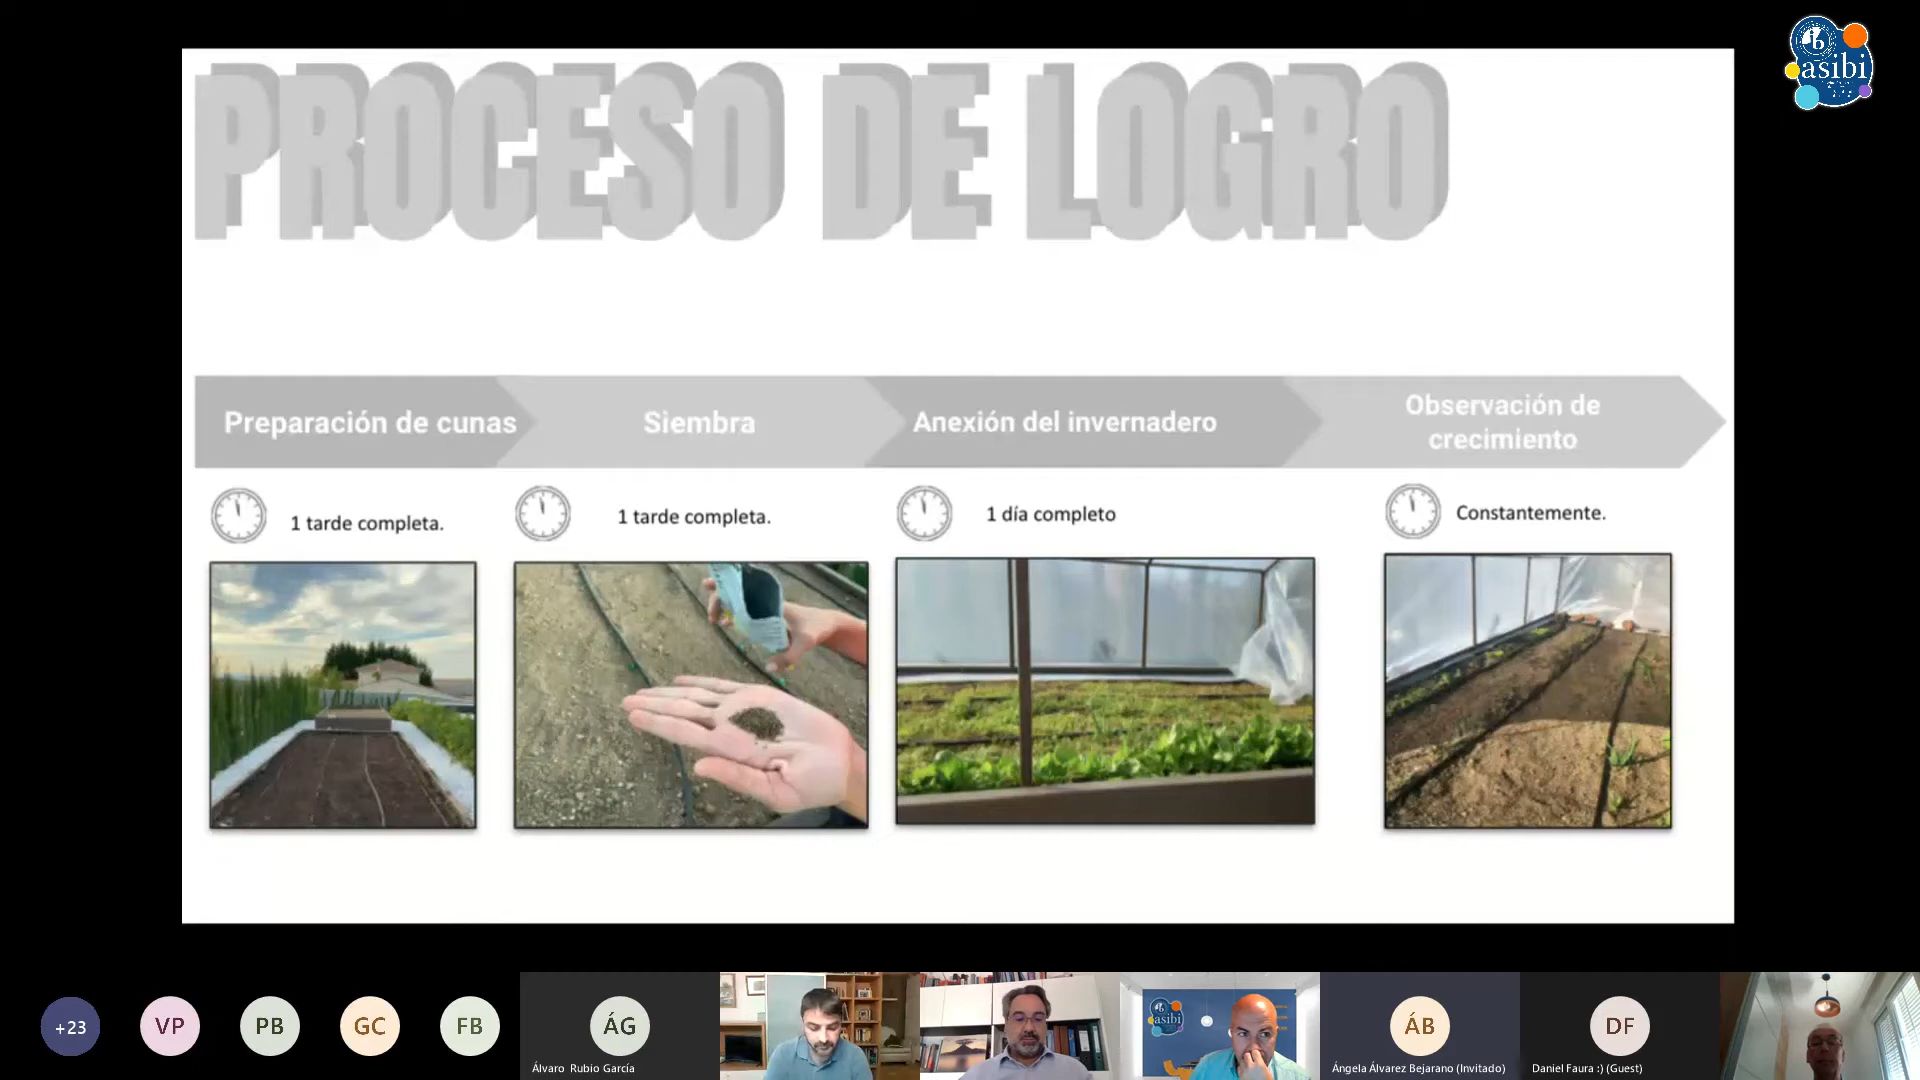 ib
asibi
PROCESO DE LOGRO
Preparación de cunas
Siembra
Anexión del invernadero
Observación de
crecimiento
1 tarde completa.
1 tarde completa.
1 día completo
Constantemente.
+23
VP
PB
GC
FB
ÁG
Álvaro Rubio García
asibi
ÁB
Ángela Álvarez Bejarano (Invitado)
DF
Daniel Faura :) (Guest)